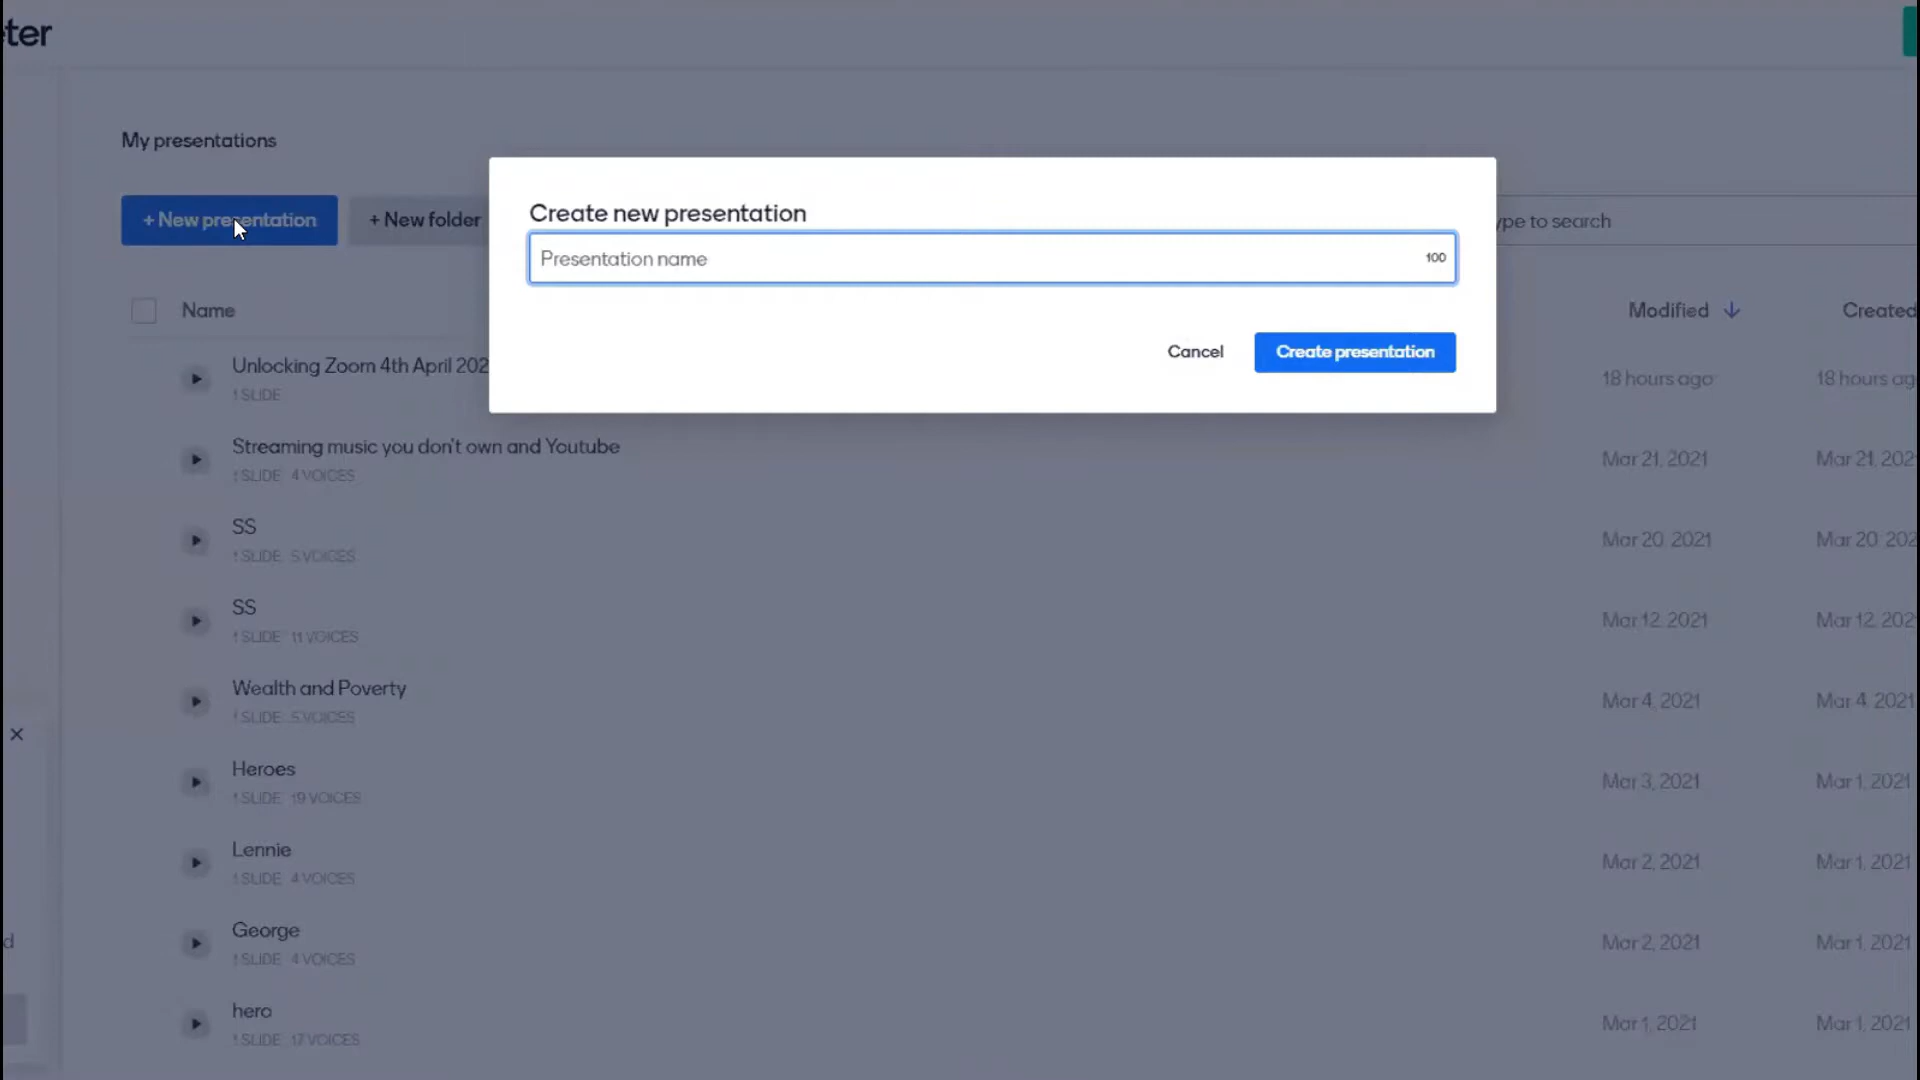 ter
My presentations
+ New presentation
+ New folder
ype to search
Create new presentation
Presentation name
100
Cancel
Create presentation
Name
Modified
Created
Unlocking Zoom 4th April 202
1 SLIDE
18 hours ago
18 hours ag
Streaming music you don't own and Youtube
1 SLIDE 4 VOICES
Mar 21, 2021
Mar 21, 202
SS
1 SLIDE 5 VOICES
Mar 20, 2021
Mar 20, 202
SS
1 SLIDE 11 VOICES
Mar 12, 2021
Mar 12, 202
Wealth and Poverty
1 SLIDE 5 VOICES
Mar 4, 2021
Mar 4, 2021
Heroes
1 SLIDE 19 VOICES
Mar 3, 2021
Mar 1, 2021
Lennie
1 SLIDE 4 VOICES
Mar 2, 2021
Mar 1, 2021
George
1 SLIDE 4 VOICES
Mar 2, 2021
Mar 1, 2021
d
hero
1 SLIDE 17 VOICES
Mar 1, 2021
Mar 1, 2021